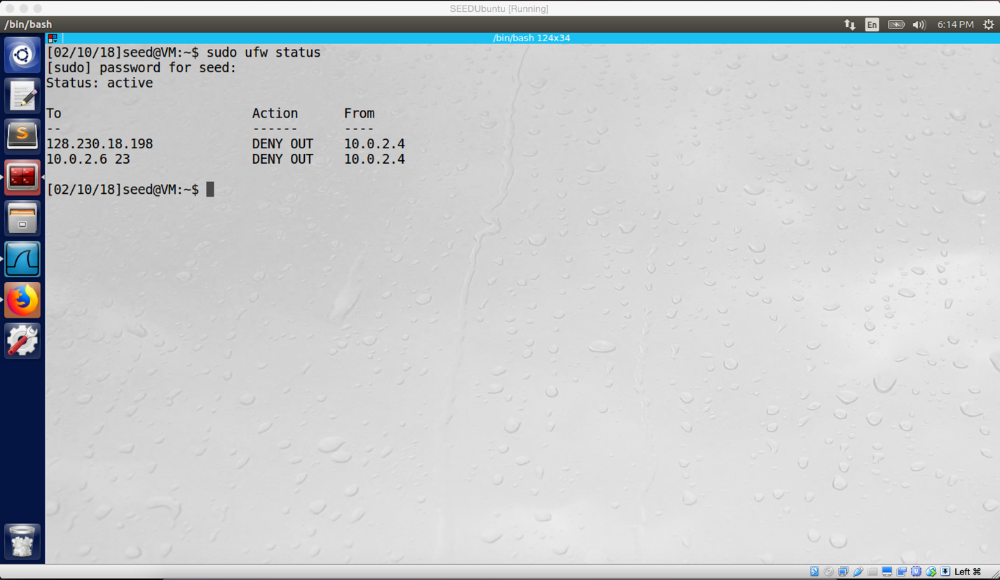 SEEDUbuntu [Running]
/bin/bash
En
6:14 PM
/bin/bash 124x34
[02/10/18]seed@VM:~$ sudo ufw status
[sudo] password for seed:
Status: active
To                         Action      From
--                         ------      ----
128.230.18.198             DENY OUT    10.0.2.4
10.0.2.6 23                DENY OUT    10.0.2.4
[02/10/18]seed@VM:~$
Left ⌘